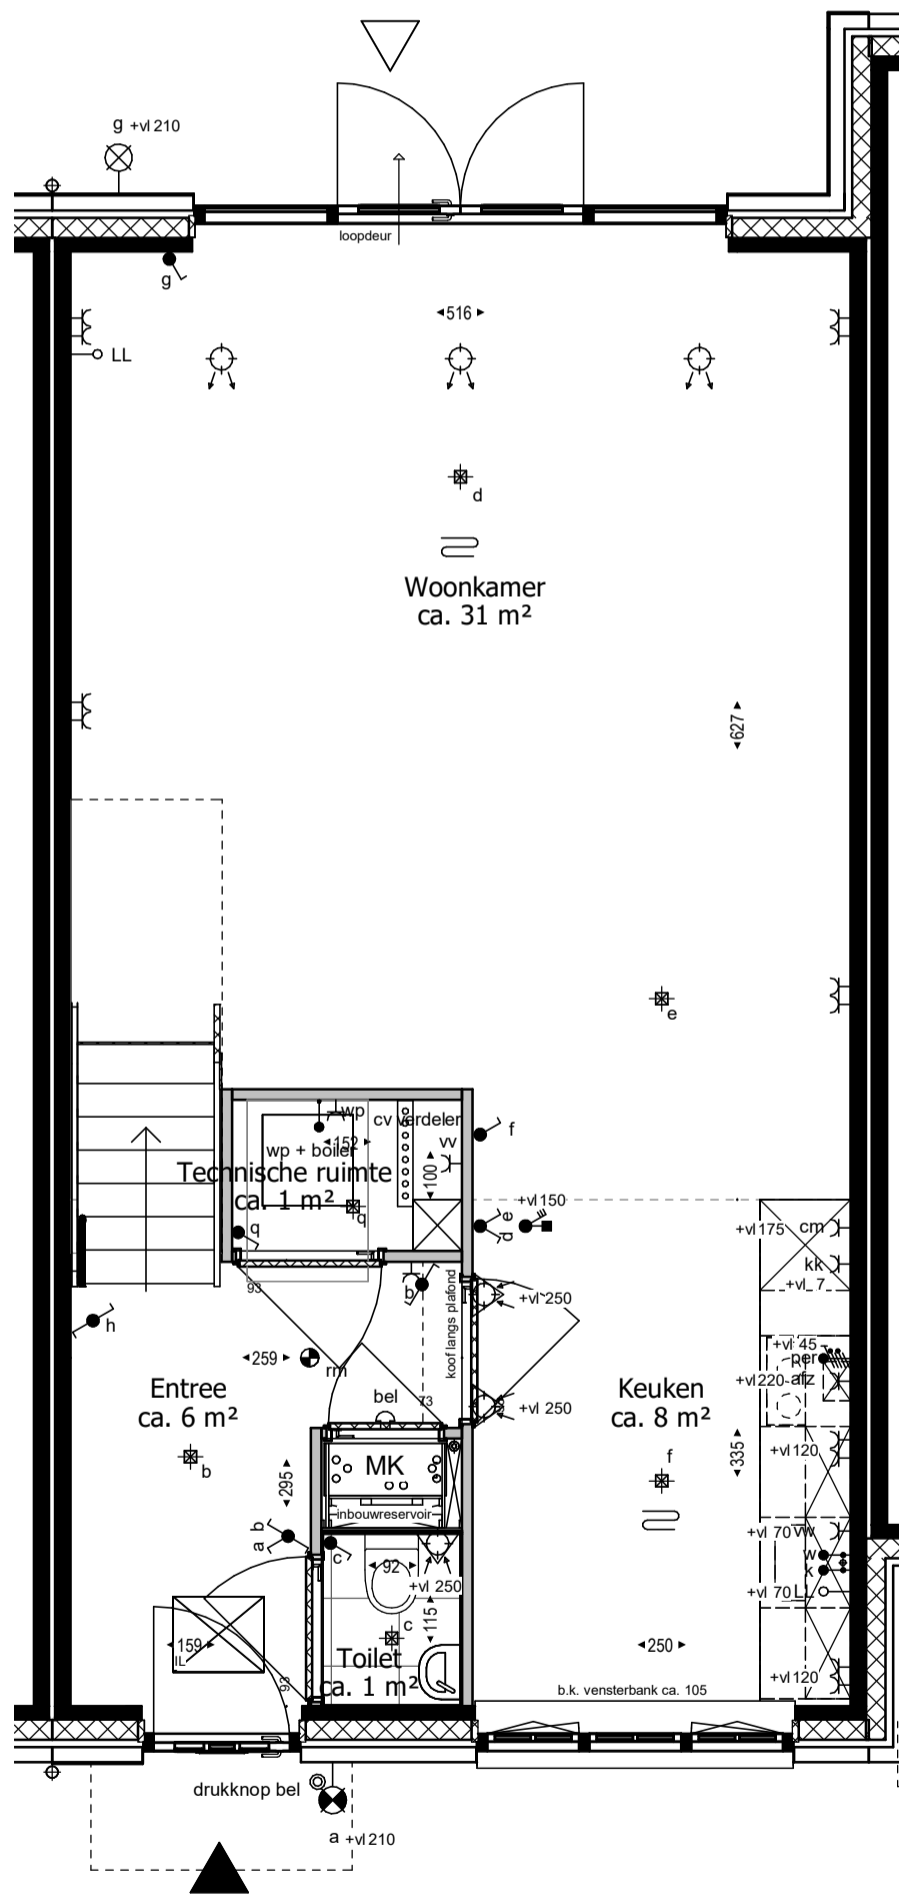 g +vl 210
loopdeur
g
516
LL
d
Woonkamer
ca. 31 m²
627
e
wp
cv verdeler
f
wp + boiler
152
vv
100
Technische ruimte
ca. 1 m²
q
q
e
d
+vl 150
+vl 175
cm
kk
+vl 7
93
b
koof langs plafond
+vl 250
h
259
rm
+vl 45
per
+vl 220
afz
Entree
ca. 6 m²
bel
73
+vl 250
Keuken
ca. 8 m²
335
+vl 120
b
295
MK
f
inbouwreservoir
a b
c
92
+vl 250
+vl 70 vw
w
k
+vl 70 LL
115
c
159
IL
93
Toilet
ca. 1 m²
250
+vl 120
b.k. vensterbank ca. 105
drukknop bel
a +vl 210